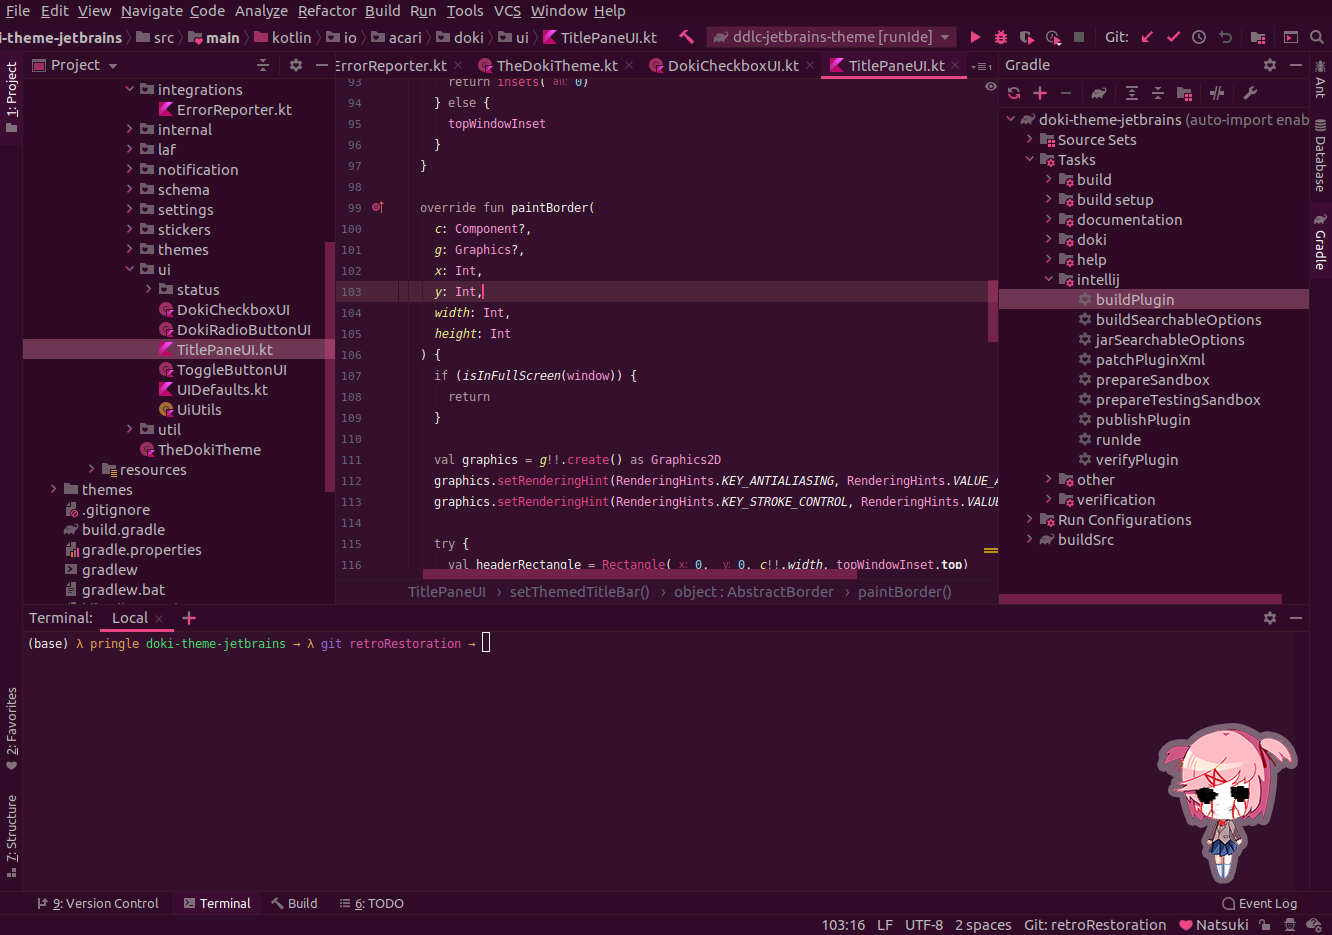 File Edit View Navigate Code Analyze Refactor Build Run Tools VCS Window Help
i-theme-jetbrains src main kotlin io acari doki ui TitlePaneUI.kt ddlc-jetbrains-theme [runIde] Git:
1: Project
2: Favorites
7: Structure
Project
integrations
ErrorReporter.kt
internal
laf
notification
schema
settings
stickers
themes
ui
status
DokiCheckboxUI
DokiRadioButtonUI
TitlePaneUI.kt
ToggleButtonUI
UIDefaults.kt
UiUtils
util
TheDokiTheme
resources
themes
.gitignore
build.gradle
gradle.properties
gradlew
gradlew.bat
ErrorReporter.kt TheDokiTheme.kt DokiCheckboxUI.kt TitlePaneUI.kt 1
93 return insets( all: 0)
94 } else {
95 topWindowInset
96 }
97 }
98
99 override fun paintBorder(
100 c: Component?,
101 g: Graphics?,
102 x: Int,
103 y: Int,
104 width: Int,
105 height: Int
106 ) {
107 if (isInFullScreen(window)) {
108 return
109 }
110
111 val graphics = g!!.create() as Graphics2D
112 graphics.setRenderingHint(RenderingHints.KEY_ANTIALIASING, RenderingHints.VALUE_A
113 graphics.setRenderingHint(RenderingHints.KEY_STROKE_CONTROL, RenderingHints.VALUE
114
115 try {
116 val headerRectangle = Rectangle( x: 0, y: 0, c!!.width, topWindowInset.top)
TitlePaneUI setThemedTitleBar() object : AbstractBorder paintBorder()
Gradle
doki-theme-jetbrains (auto-import enab
Source Sets
Tasks
build
build setup
documentation
doki
help
intellij
buildPlugin
buildSearchableOptions
jarSearchableOptions
patchPluginXml
prepareSandbox
prepareTestingSandbox
publishPlugin
runIde
verifyPlugin
other
verification
Run Configurations
buildSrc
Ant
Database
Gradle
Terminal: Local
(base) λ pringle doki-theme-jetbrains → λ git retroRestoration →
9: Version Control Terminal Build 6: TODO Event Log
103:16 LF UTF-8 2 spaces Git: retroRestoration Natsuki